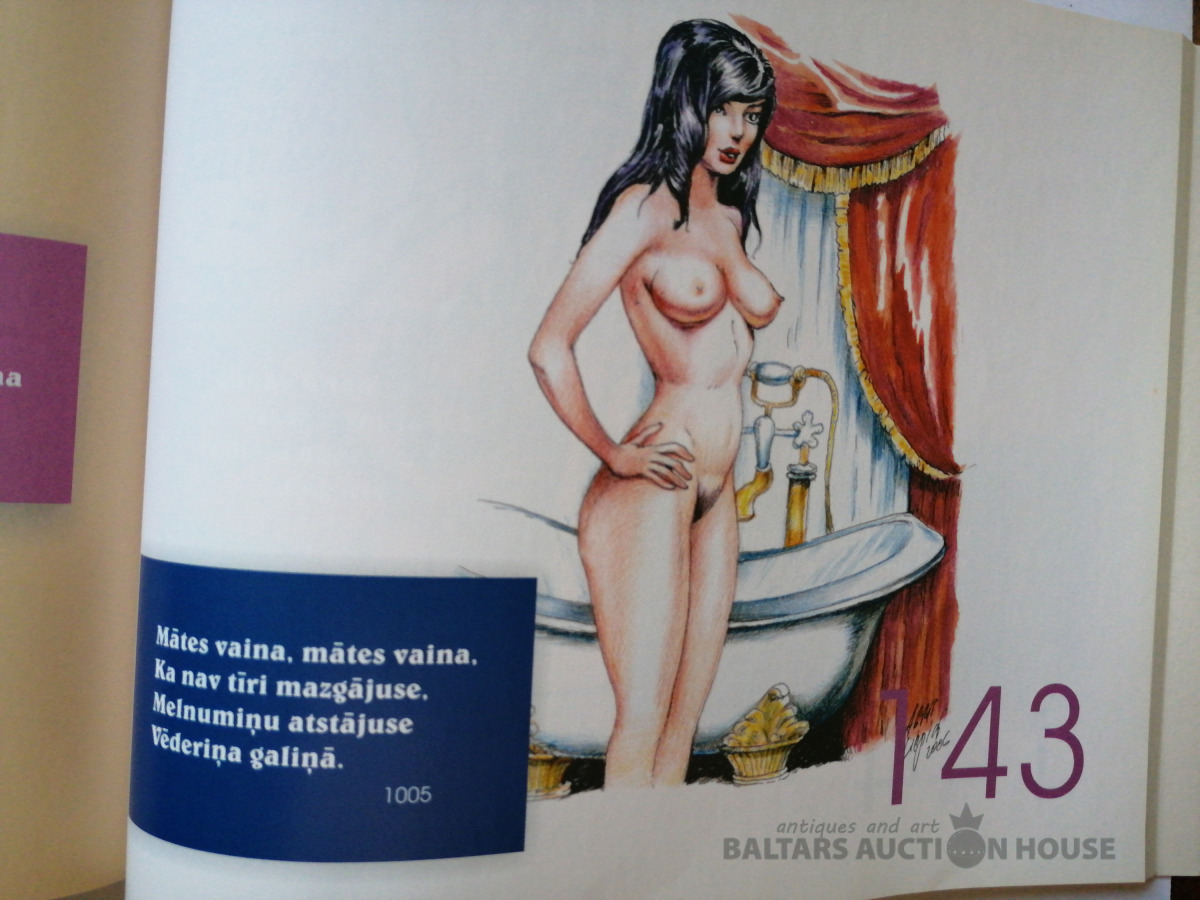 na
Mātes vaina, mātes vaina,
Ka nav tīri mazgājuse,
Melnumiņu atstājuse
Vēderiņa galiņā.
1005
143
antiques and art
BALTARS AUCTION HOUSE